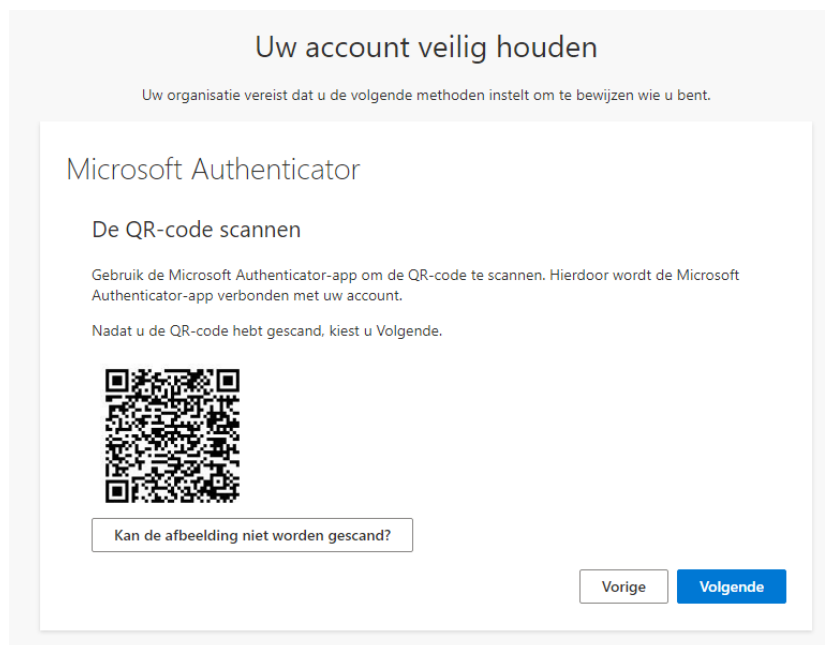 Uw account veilig houden
Uw organisatie vereist dat u de volgende methoden instelt om te bewijzen wie u bent.
Microsoft Authenticator
De QR-code scannen
Gebruik de Microsoft Authenticator-app om de QR-code te scannen. Hierdoor wordt de Microsoft
Authenticator-app verbonden met uw account.
Nadat u de QR-code hebt gescand, kiest u Volgende.
Kan de afbeelding niet worden gescand?
Vorige
Volgende